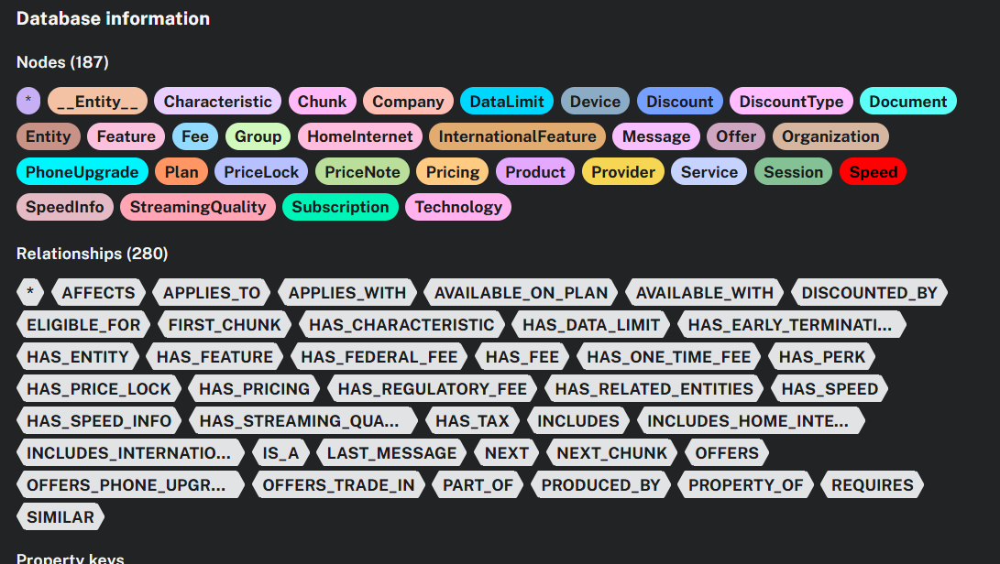 Database information
Nodes (187)
* __Entity__ Characteristic Chunk Company DataLimit Device Discount DiscountType Document
Entity Feature Fee Group HomeInternet InternationalFeature Message Offer Organization
PhoneUpgrade Plan PriceLock PriceNote Pricing Product Provider Service Session Speed
SpeedInfo StreamingQuality Subscription Technology
Relationships (280)
* AFFECTS APPLIES_TO APPLIES_WITH AVAILABLE_ON_PLAN AVAILABLE_WITH DISCOUNTED_BY
ELIGIBLE_FOR FIRST_CHUNK HAS_CHARACTERISTIC HAS_DATA_LIMIT HAS_EARLY_TERMINATI...
HAS_ENTITY HAS_FEATURE HAS_FEDERAL_FEE HAS_FEE HAS_ONE_TIME_FEE HAS_PERK
HAS_PRICE_LOCK HAS_PRICING HAS_REGULATORY_FEE HAS_RELATED_ENTITIES HAS_SPEED
HAS_SPEED_INFO HAS_STREAMING_QUA... HAS_TAX INCLUDES INCLUDES_HOME_INTE...
INCLUDES_INTERNATIO... IS_A LAST_MESSAGE NEXT NEXT_CHUNK OFFERS
OFFERS_PHONE_UPGR... OFFERS_TRADE_IN PART_OF PRODUCED_BY PROPERTY_OF REQUIRES
SIMILAR
Property keys